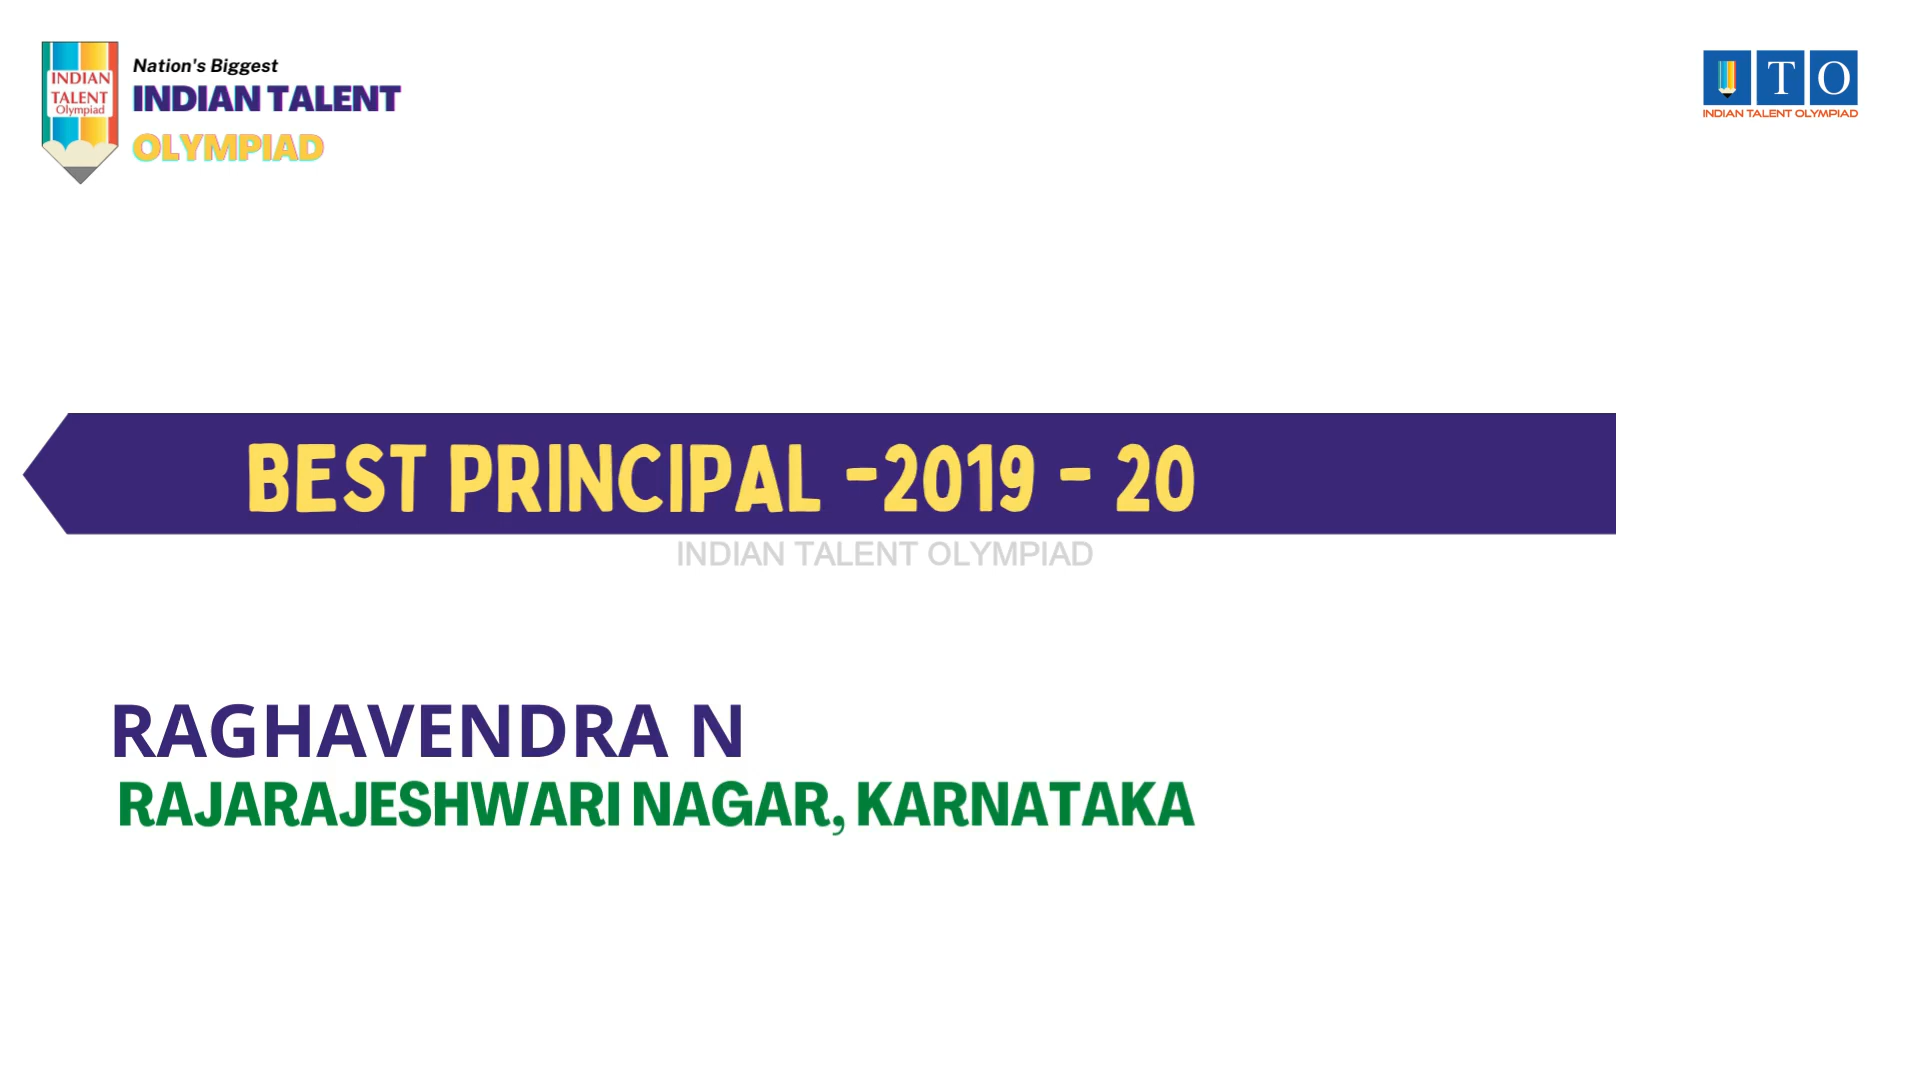 INDIAN
TALENT
Olympiad
Nation's Biggest
INDIAN TALENT
OLYMPIAD
TO
INDIAN TALENT OLYMPIAD
BEST PRINCIPAL -2019 - 20
INDIAN TALENT OLYMPIAD
RAGHAVENDRA N
RAJARAJESHWARI NAGAR, KARNATAKA